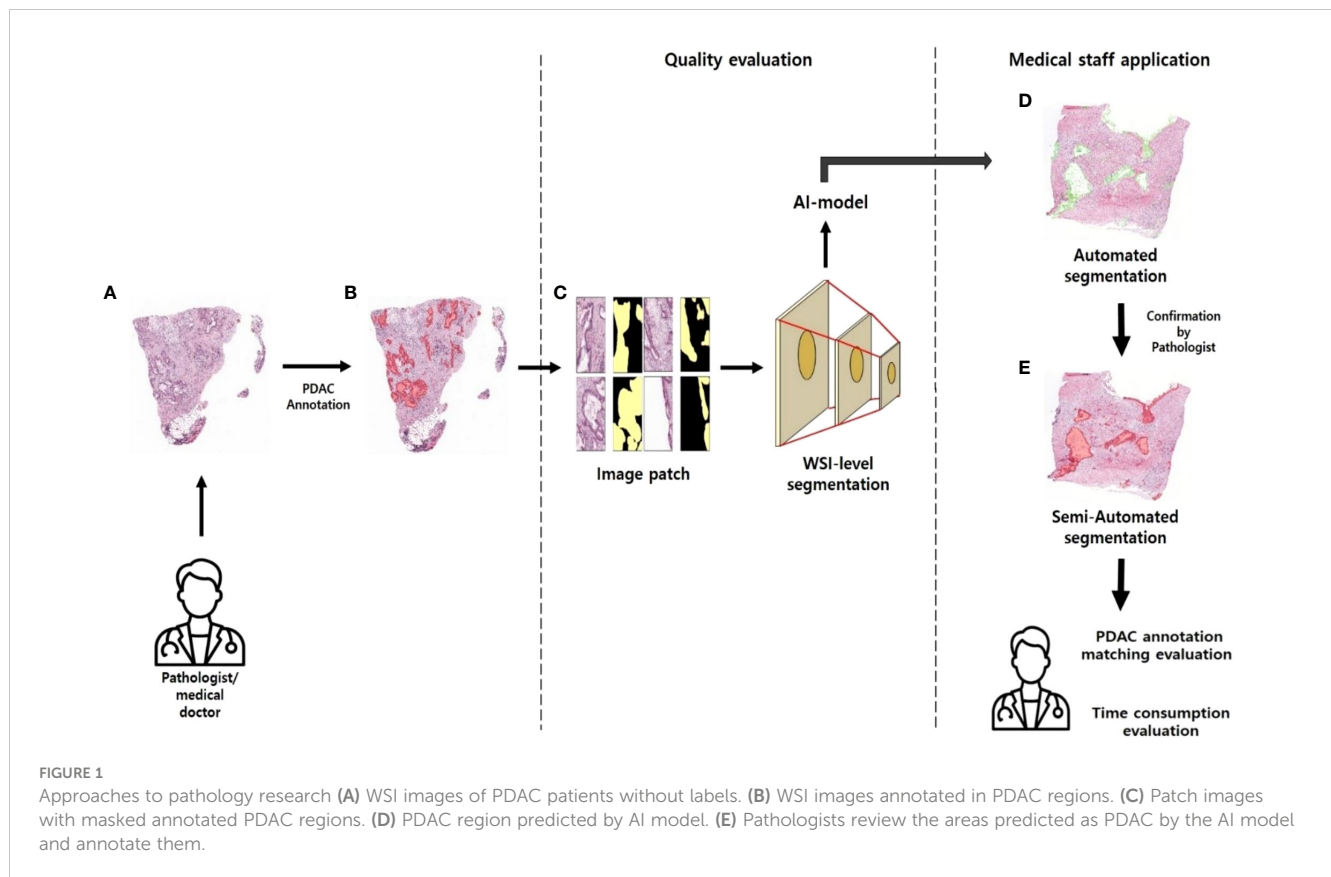 Quality evaluation
Medical staff application
A
PDAC
Annotation
B
Pathologist/
medical
doctor
C
Image patch
WSI-level
segmentation
AI-model
D
Automated
segmentation
Confirmation
by
Pathologist
E
Semi-Automated
segmentation
PDAC annotation
matching evaluation
Time consumption
evaluation
FIGURE 1
Approaches to pathology research (A) WSI images of PDAC patients without labels. (B) WSI images annotated in PDAC regions. (C) Patch images
with masked annotated PDAC regions. (D) PDAC region predicted by AI model. (E) Pathologists review the areas predicted as PDAC by the AI model
and annotate them.